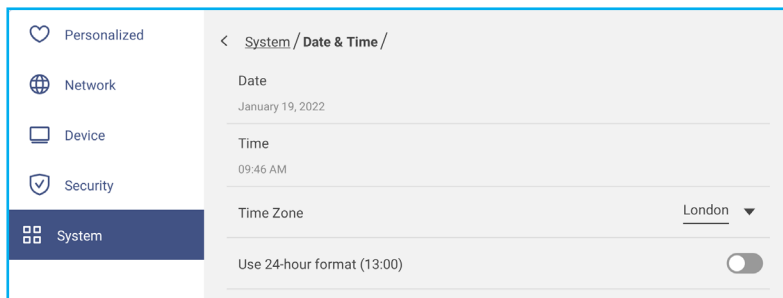 Personalized
Network
Device
Security
System
< System / Date & Time /
Date
January 19, 2022
Time
09:46 AM
Time Zone London
Use 24-hour format (13:00)